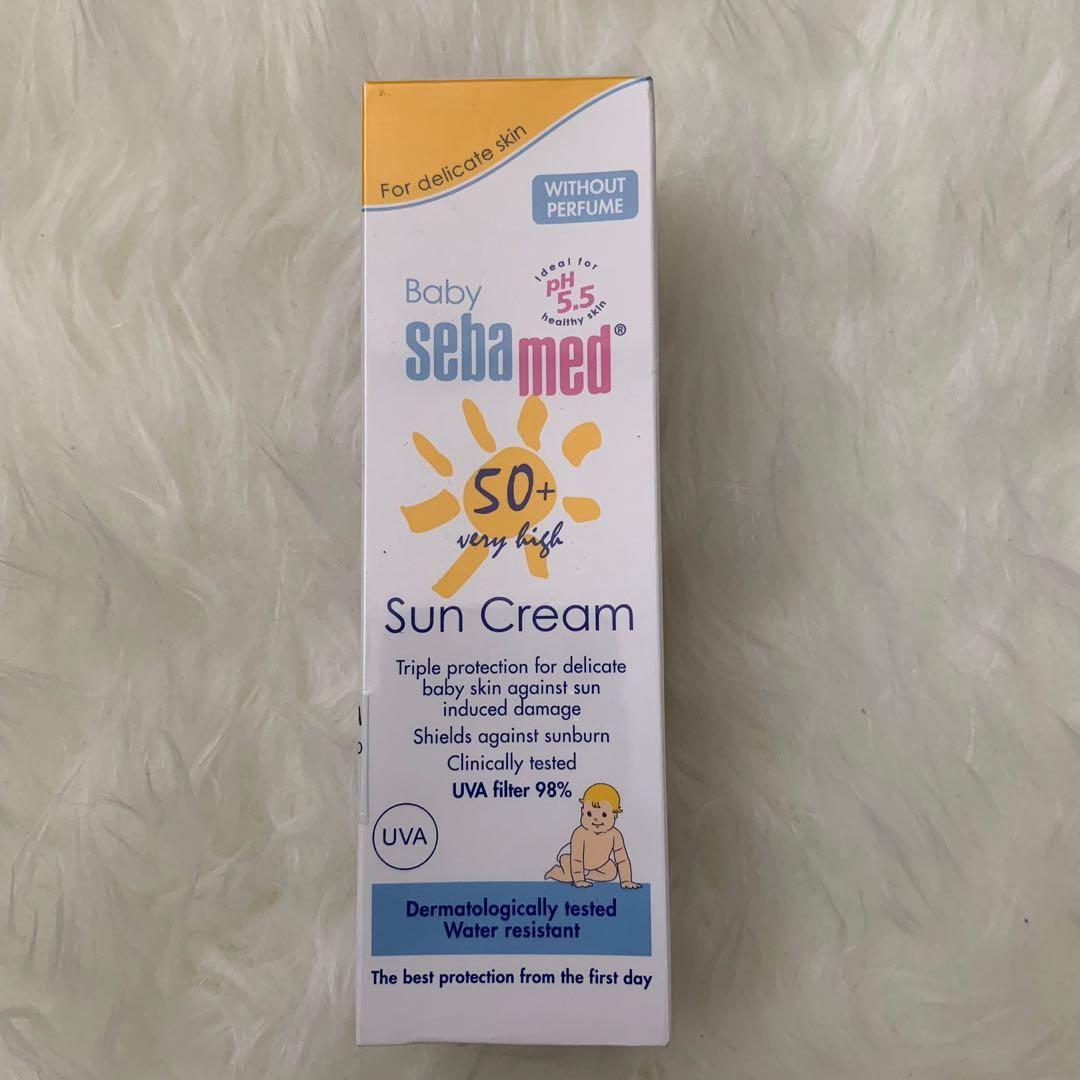 For delicate skin
WITHOUT
PERFUME
Ideal for
pH
5.5
healthy skin
Baby
sebamed®
50+
very high
Sun Cream
Triple protection for delicate
baby skin against sun
induced damage
Shields against sunburn
Clinically tested
UVA filter 98%
UVA
Dermatologically tested
Water resistant
The best protection from the first day